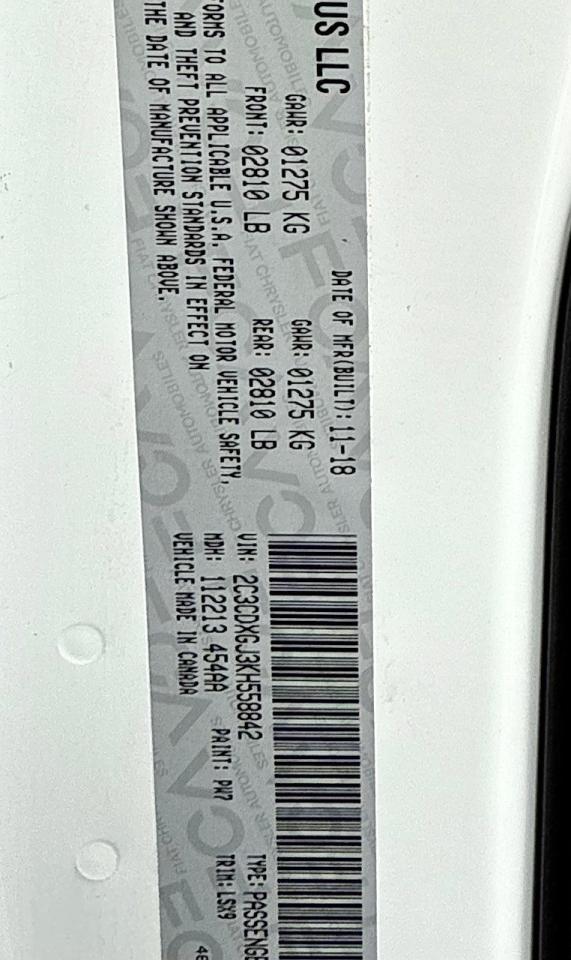 US LLC
DATE OF MFR(BUILT): 11-18
GAWR: 01275 KG GAWR: 01275 KG
FRONT: 02810 LB REAR: 02810 LB
ORMS TO ALL APPLICABLE U.S.A. FEDERAL MOTOR VEHICLE SAFETY,
AND THEFT PREVENTION STANDARDS IN EFFECT ON
THE DATE OF MANUFACTURE SHOWN ABOVE.
VIN: 2C3CDXGJ3KH558842 TYPE: PASSENGE
MDH: 112213 454AA PAINT: PW7 TRIM: LSX9
VEHICLE MADE IN CANADA